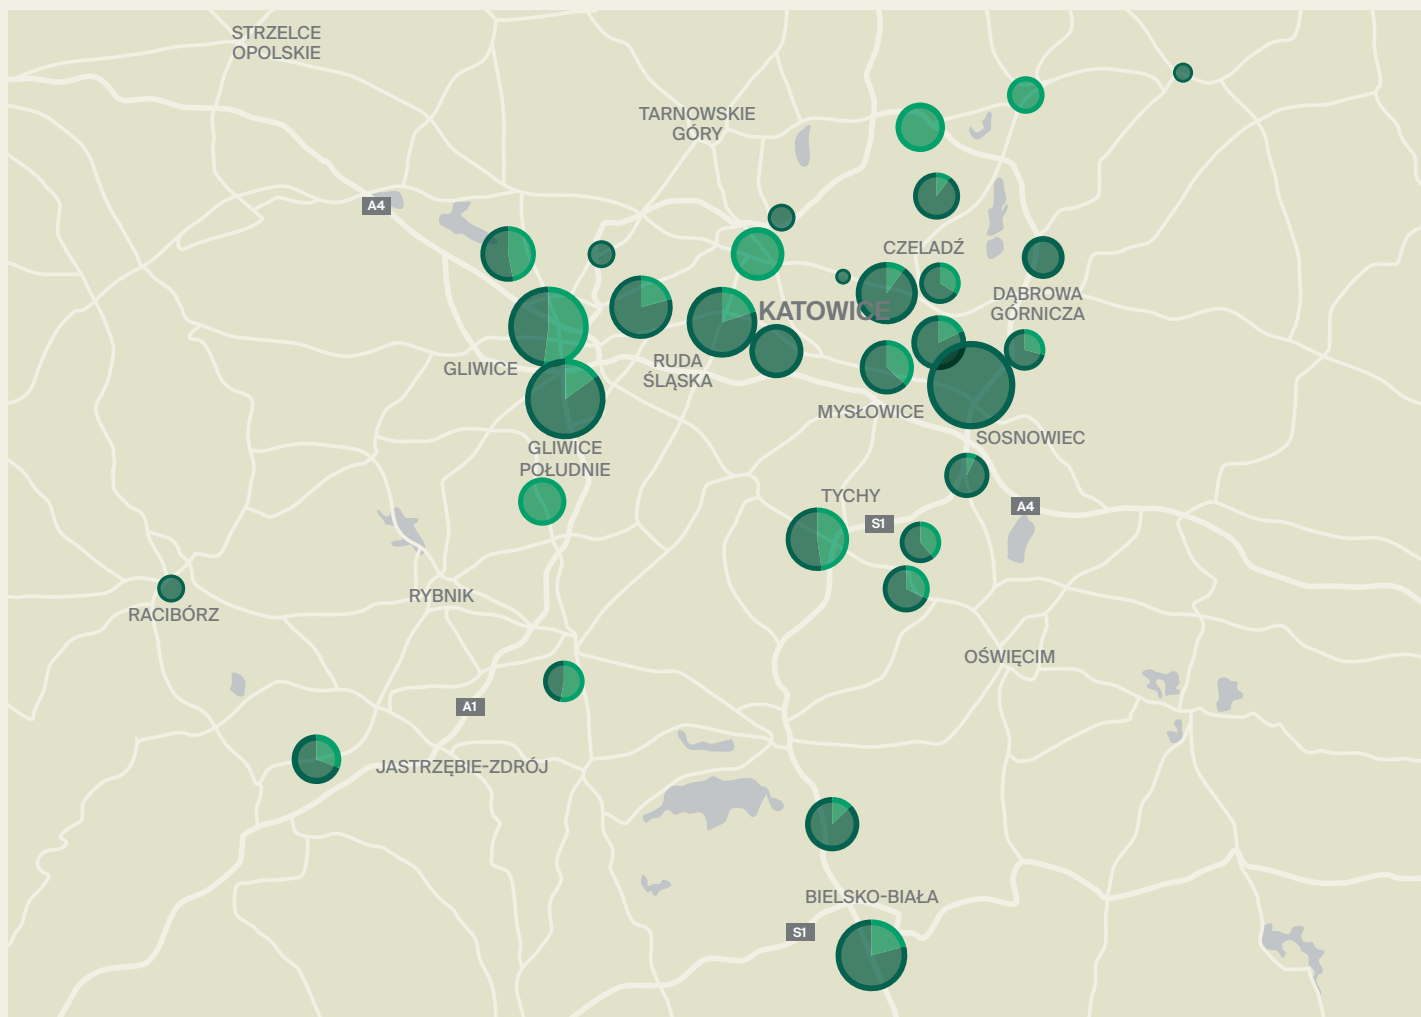 STRZELCE
OPOLSKIE
TARNOWSKIE
GÓRY
A4
CZELADŹ
DĄBROWA
GÓRNICZA
KATOWICE
GLIWICE
RUDA
ŚLĄSKA
MYSŁOWICE
SOSNOWIEC
GLIWICE
POŁUDNIE
TYCHY
A4
S1
RYBNIK
RACIBÓRZ
OŚWIĘCIM
A1
JASTRZĘBIE-ZDRÓJ
BIELSKO-BIAŁA
S1